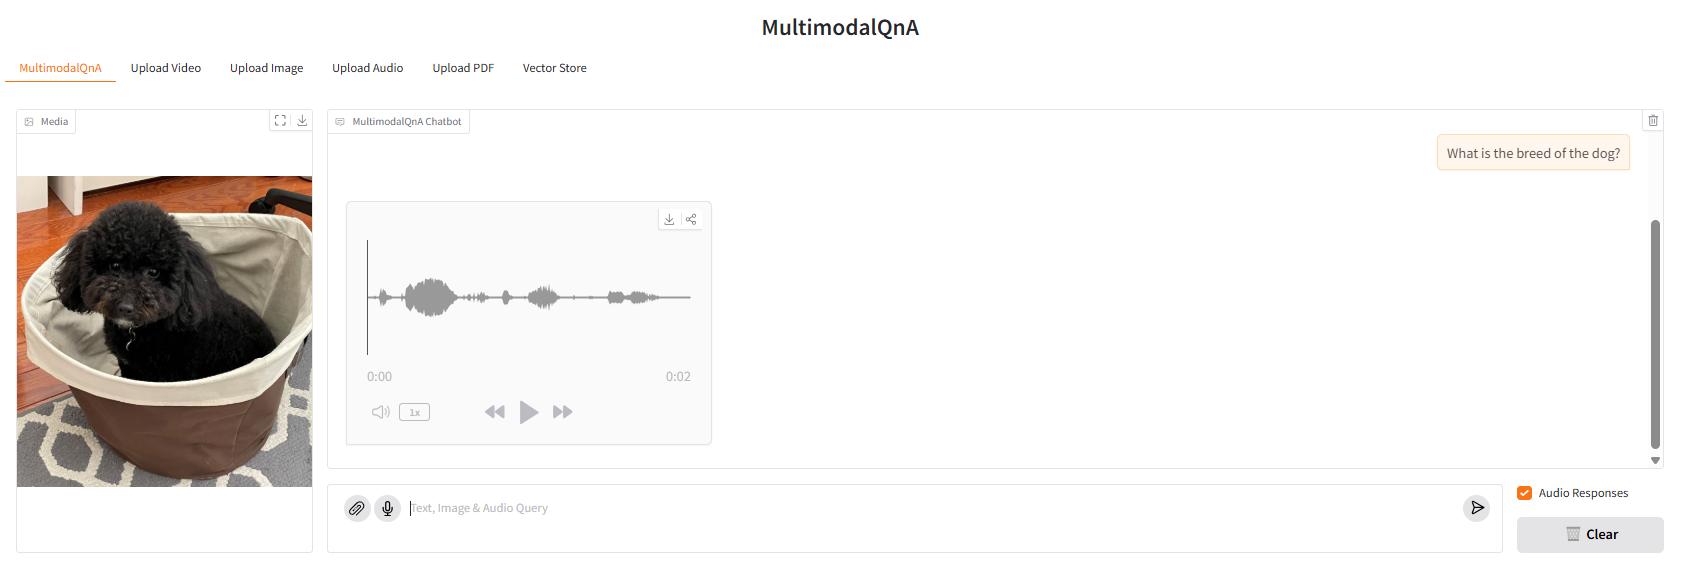 MultimodalQnA
MultimodalQnA Upload Video Upload Image Upload Audio Upload PDF Vector Store
Media
MultimodalQnA Chatbot
What is the breed of the dog?
0:00 0:02
1x
Text, Image & Audio Query
Audio Responses
Clear